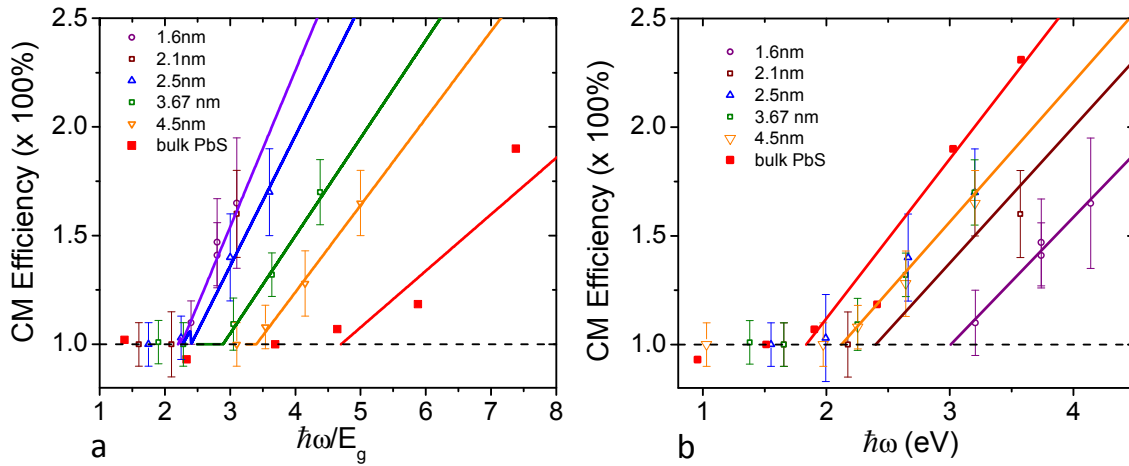 2.5
2.0
1.5
1.0
CM Efficiency (x 100%)
1.6nm
2.1nm
2.5nm
3.67 nm
4.5nm
bulk PbS
1 2 3 4 5 6 7 8
ħω/E_g
a
2.5
2.0
1.5
1.0
CM Efficiency (x 100%)
1.6nm
2.1nm
2.5nm
3.67 nm
4.5nm
bulk PbS
1 2 3 4
ħω (eV)
b